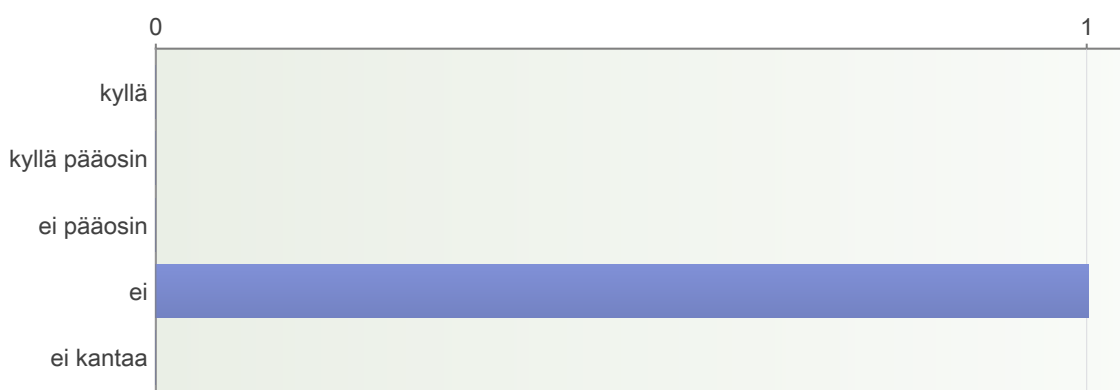 0 1
kyllä
kyllä pääosin
ei pääosin
ei
ei kantaa